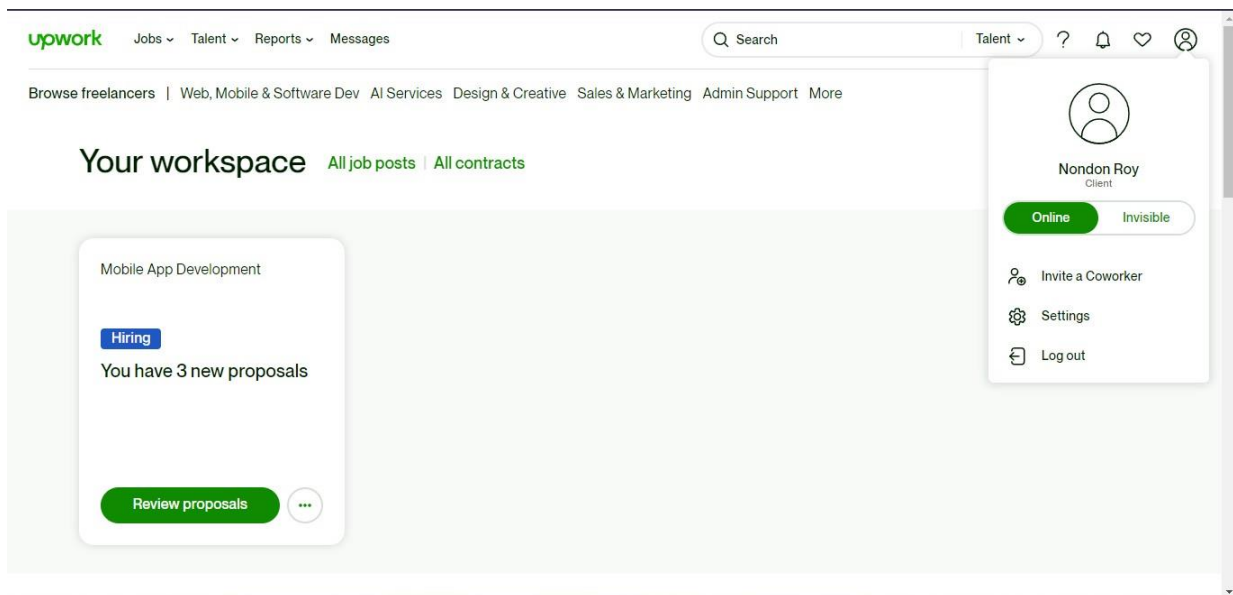 upwork Jobs Talent Reports Messages Search Talent
Browse freelancers | Web, Mobile & Software Dev AI Services Design & Creative Sales & Marketing Admin Support More
Your workspace All job posts | All contracts
Nondon Roy
Client
Online Invisible
Invite a Coworker
Settings
Log out
Mobile App Development
Hiring
You have 3 new proposals
Review proposals ...